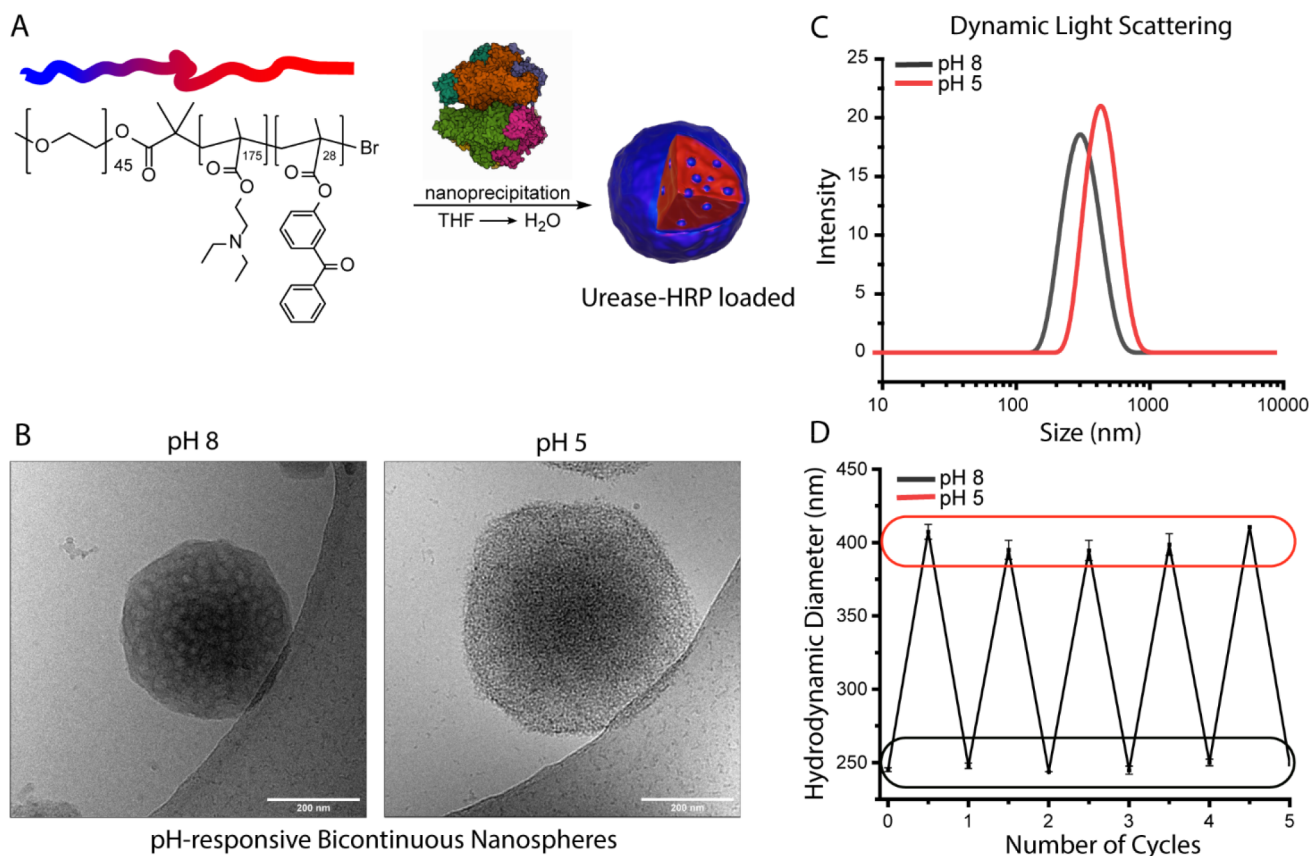 A
O
O
O
45
175
28
Br
O
O
O
O
N
O
nanoprecipitation
THF ⟶ H₂O
Urease-HRP loaded
B
pH 8
pH 5
200 nm
200 nm
pH-responsive Bicontinuous Nanospheres
C
Dynamic Light Scattering
pH 8
pH 5
25
20
15
10
5
0
Intensity
10
100
1000
10000
Size (nm)
D
pH 8
pH 5
450
400
350
300
250
Hydrodynamic Diameter (nm)
0
1
2
3
4
5
Number of Cycles